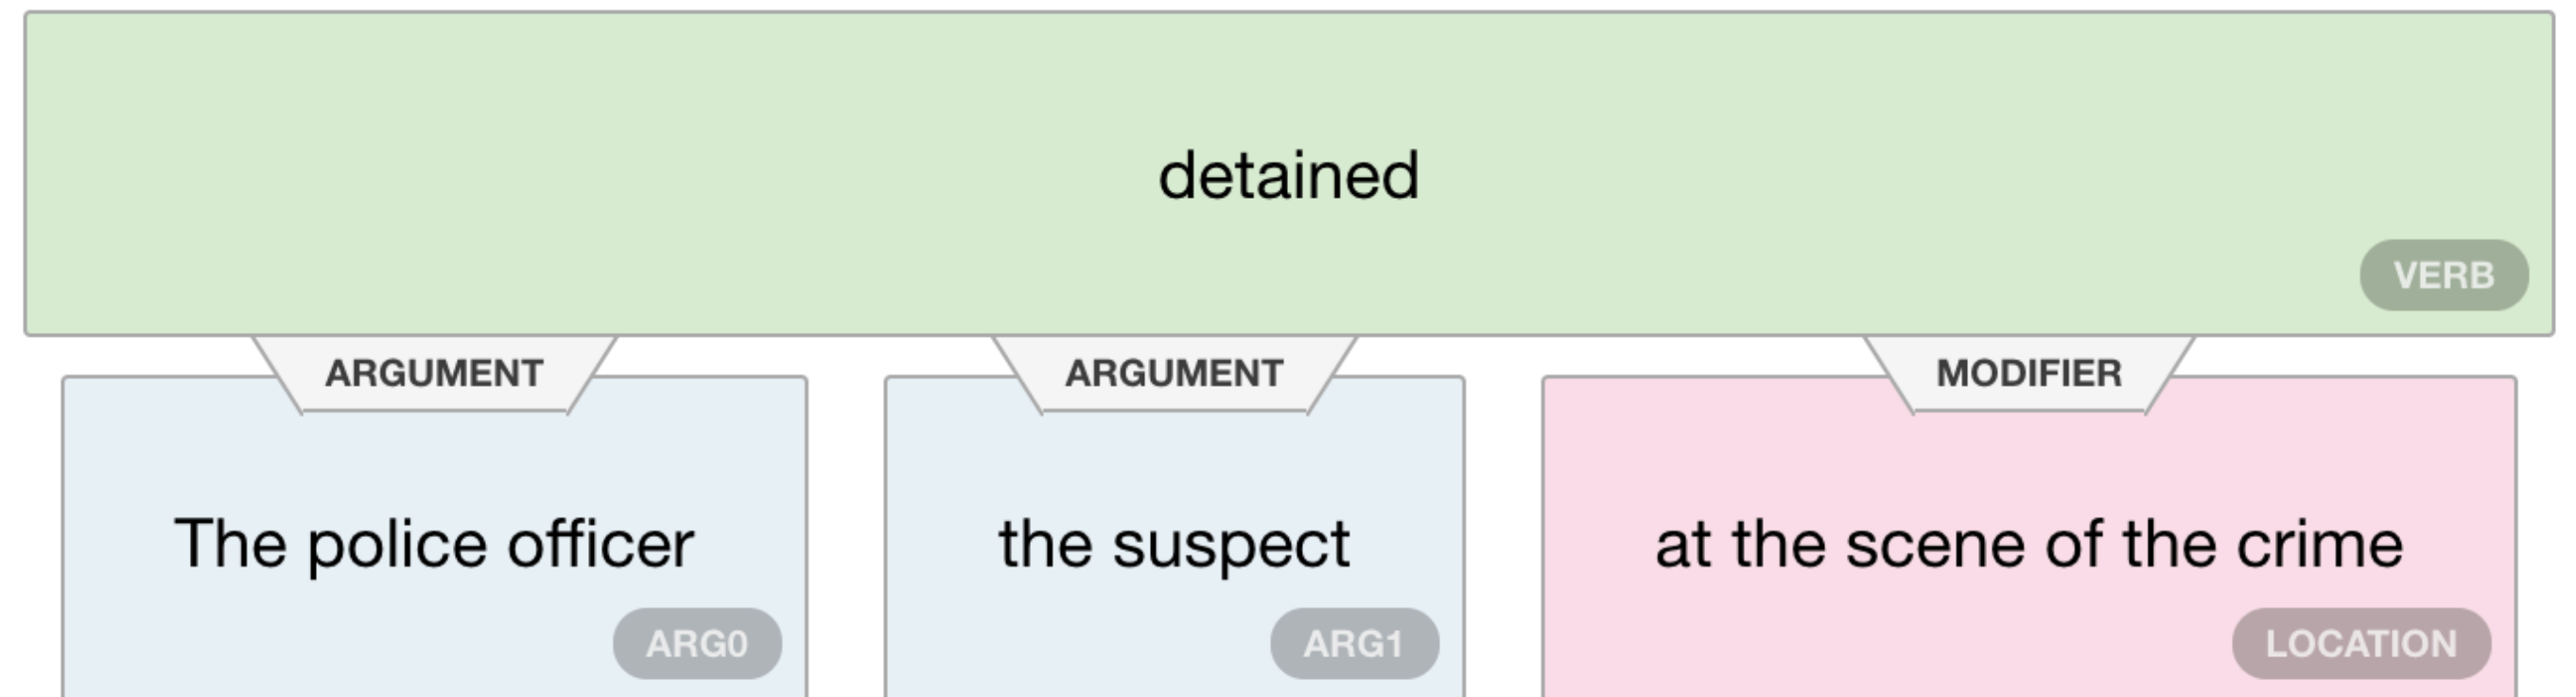 detained
VERB
ARGUMENT ARGUMENT MODIFIER
The police officer the suspect at the scene of the crime
ARG0 ARG1 LOCATION